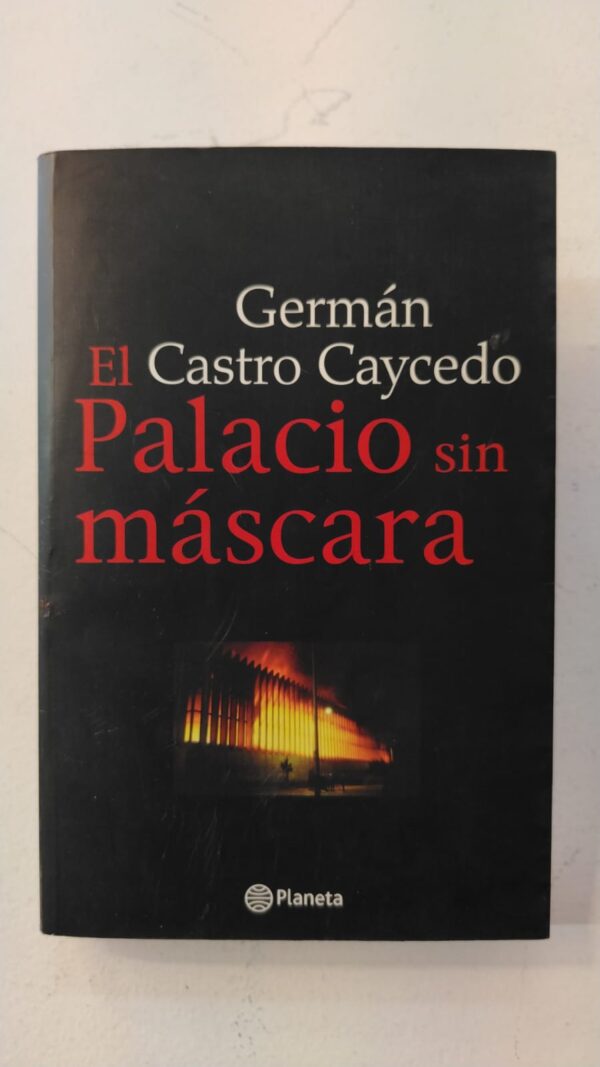 Germán
El Castro Caycedo
Palacio sin
máscara
Planeta